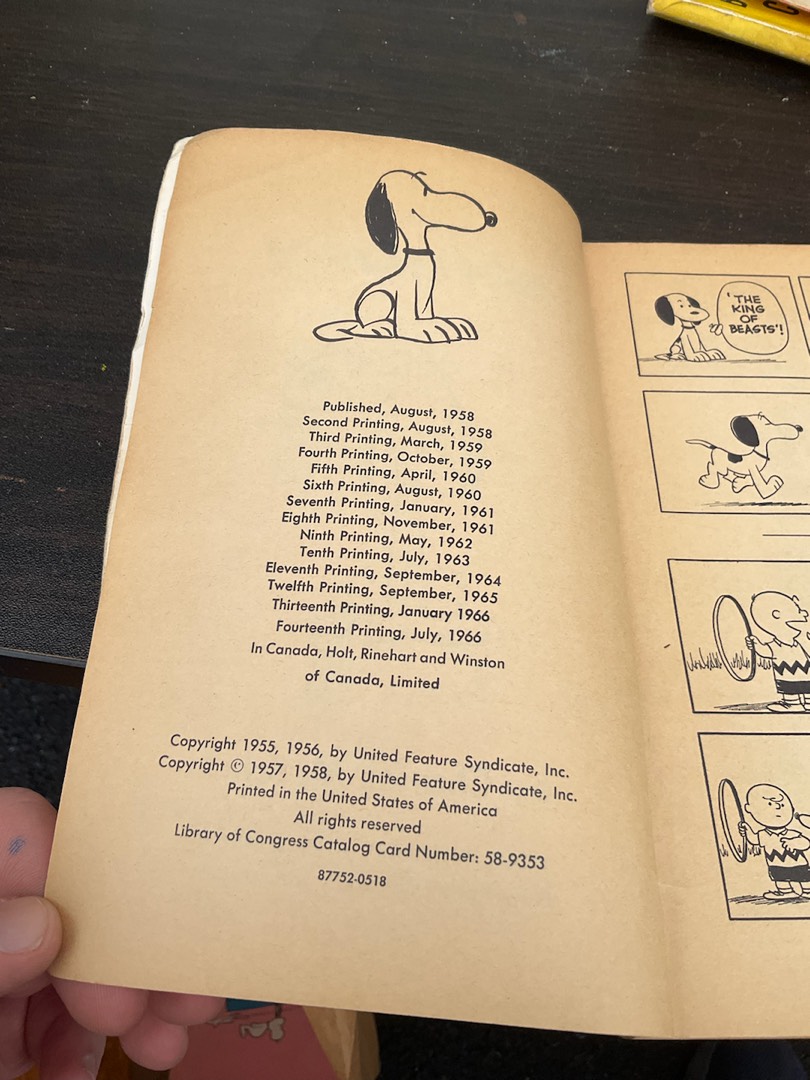 Published, August, 1958
Second Printing, August, 1958
Third Printing, March, 1959
Fourth Printing, October, 1959
Fifth Printing, April, 1960
Sixth Printing, August, 1960
Seventh Printing, January, 1961
Eighth Printing, November, 1961
Ninth Printing, May, 1962
Tenth Printing, July, 1963
Eleventh Printing, September, 1964
Twelfth Printing, September, 1965
Thirteenth Printing, January 1966
Fourteenth Printing, July, 1966
In Canada, Holt, Rinehart and Winston
of Canada, Limited
Copyright 1955, 1956, by United Feature Syndicate, Inc.
Copyright © 1957, 1958, by United Feature Syndicate, Inc.
Printed in the United States of America
All rights reserved
Library of Congress Catalog Card Number: 58-9353
87752-0518
'THE
KING
OF
BEASTS'!